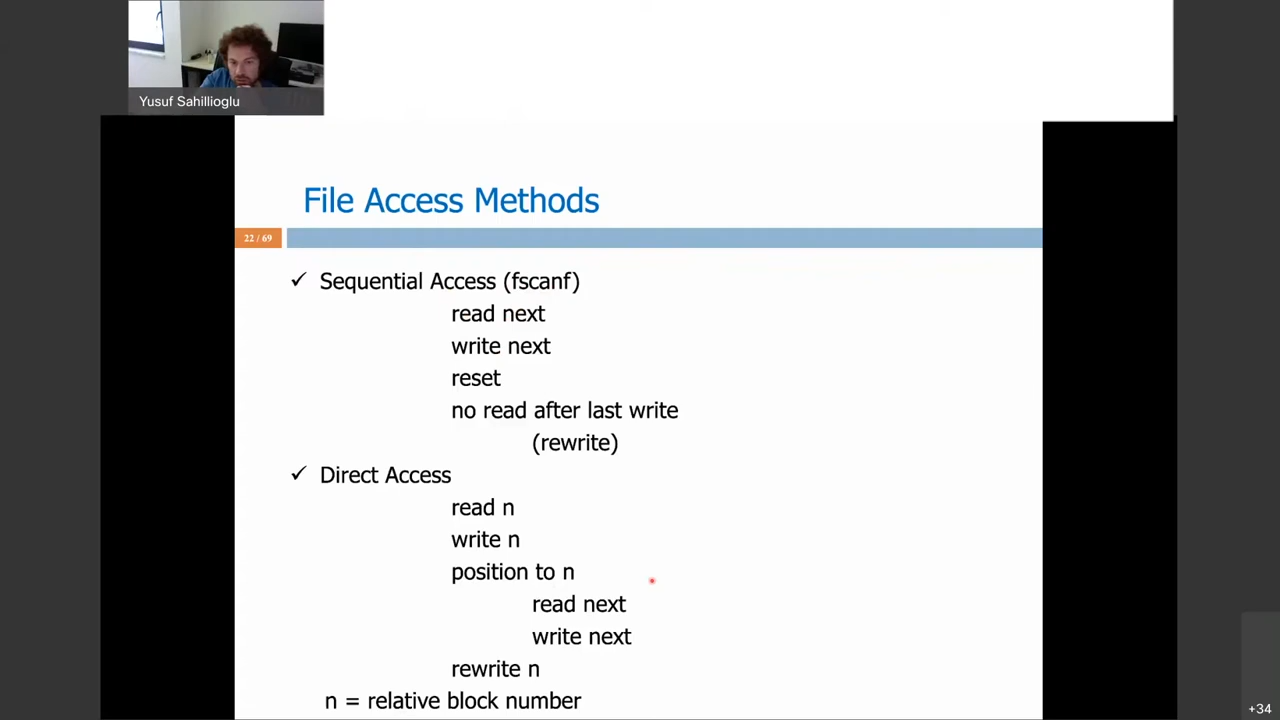 Yusuf Sahillioglu
File Access Methods
22 / 69
✓ Sequential Access (fscanf)
read next
write next
reset
no read after last write
(rewrite)
✓ Direct Access
read n
write n
position to n
read next
write next
rewrite n
n = relative block number
+34